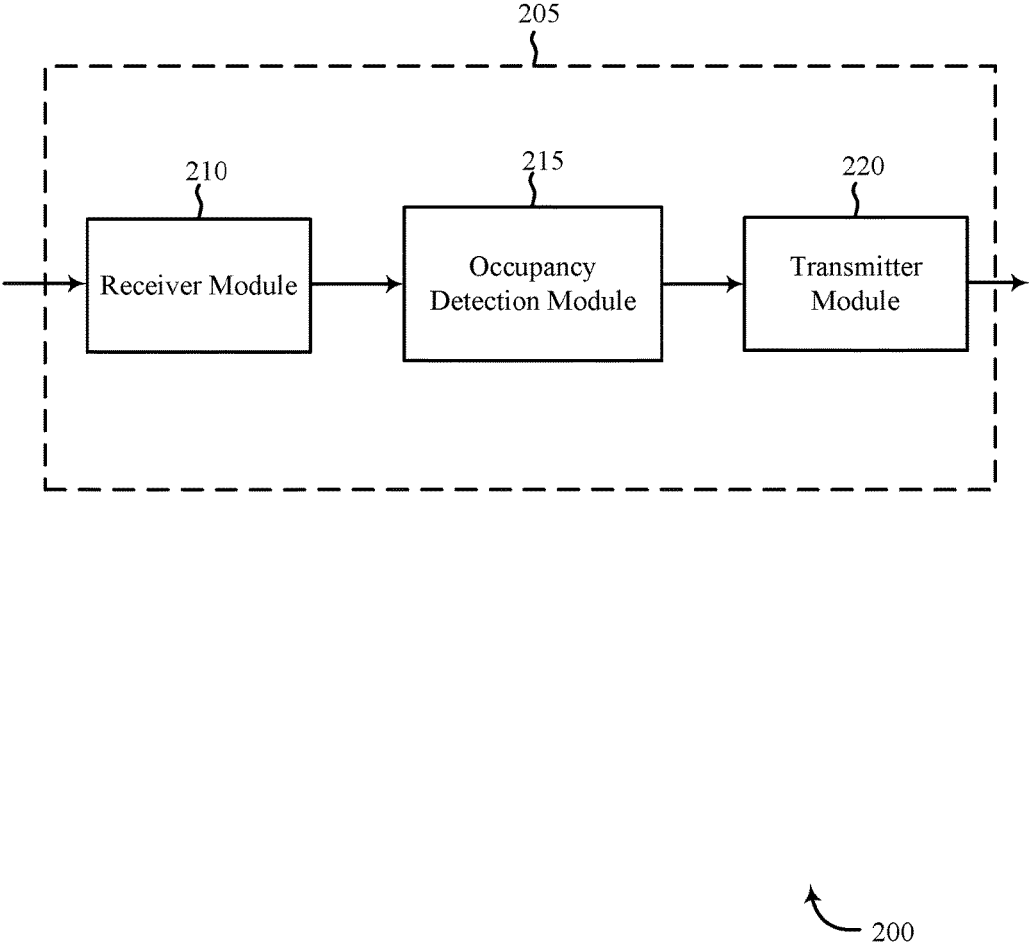 205
210
215
220
Receiver Module
Occupancy
Detection Module
Transmitter
Module
200